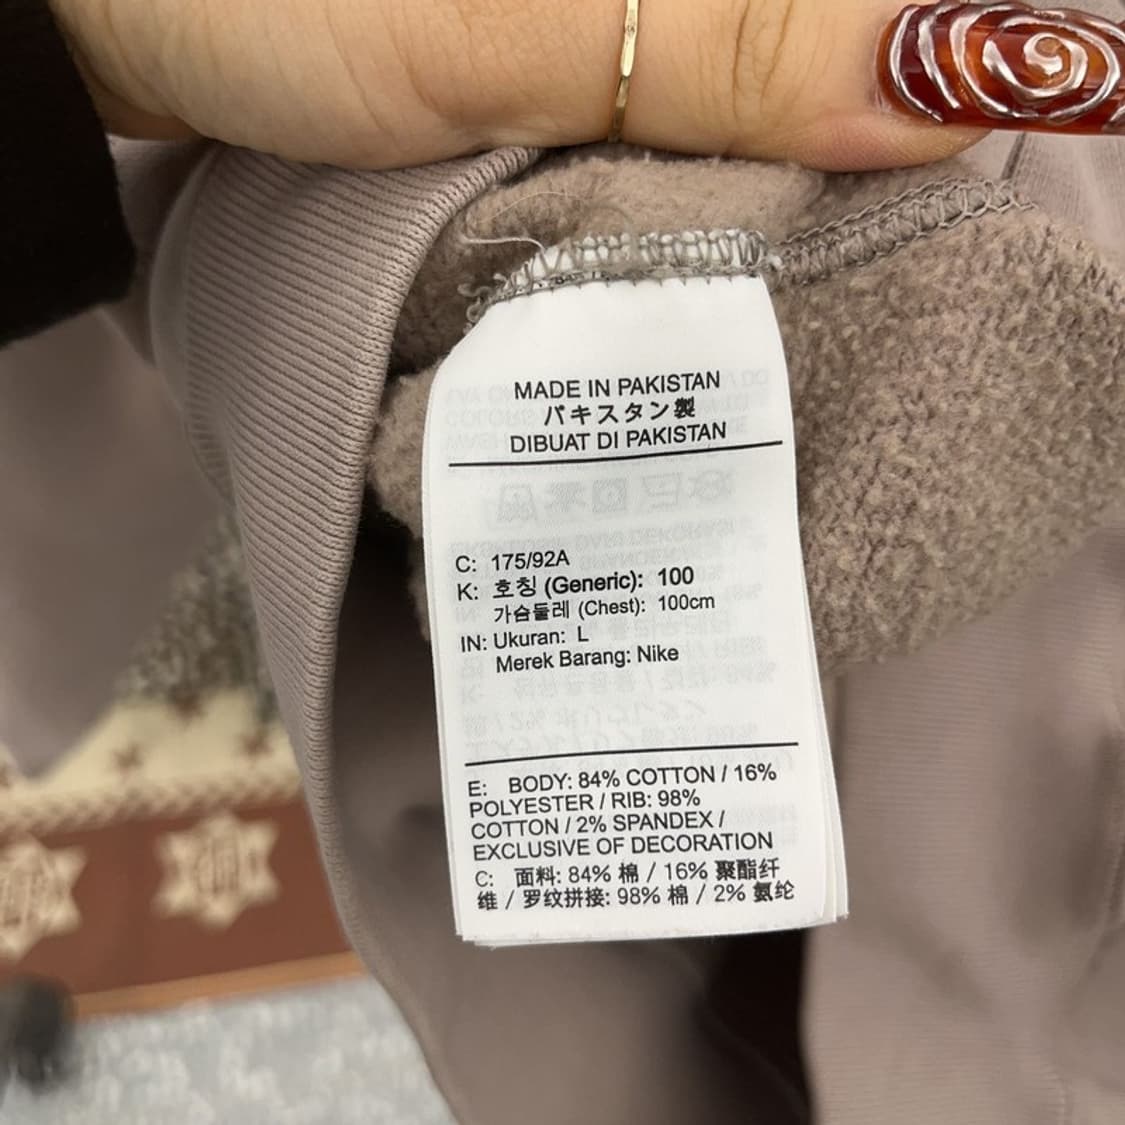 MADE IN PAKISTAN
パキスタン製
DIBUAT DI PAKISTAN
C: 175/92A
K: 호칭 (Generic): 100
가슴둘레 (Chest): 100cm
IN: Ukuran: L
Merek Barang: Nike
E: BODY: 84% COTTON / 16%
POLYESTER / RIB: 98%
COTTON / 2% SPANDEX /
EXCLUSIVE OF DECORATION
C: 面料: 84% 棉 / 16% 聚酯纤
维 / 罗纹拼接: 98% 棉 / 2% 氨纶